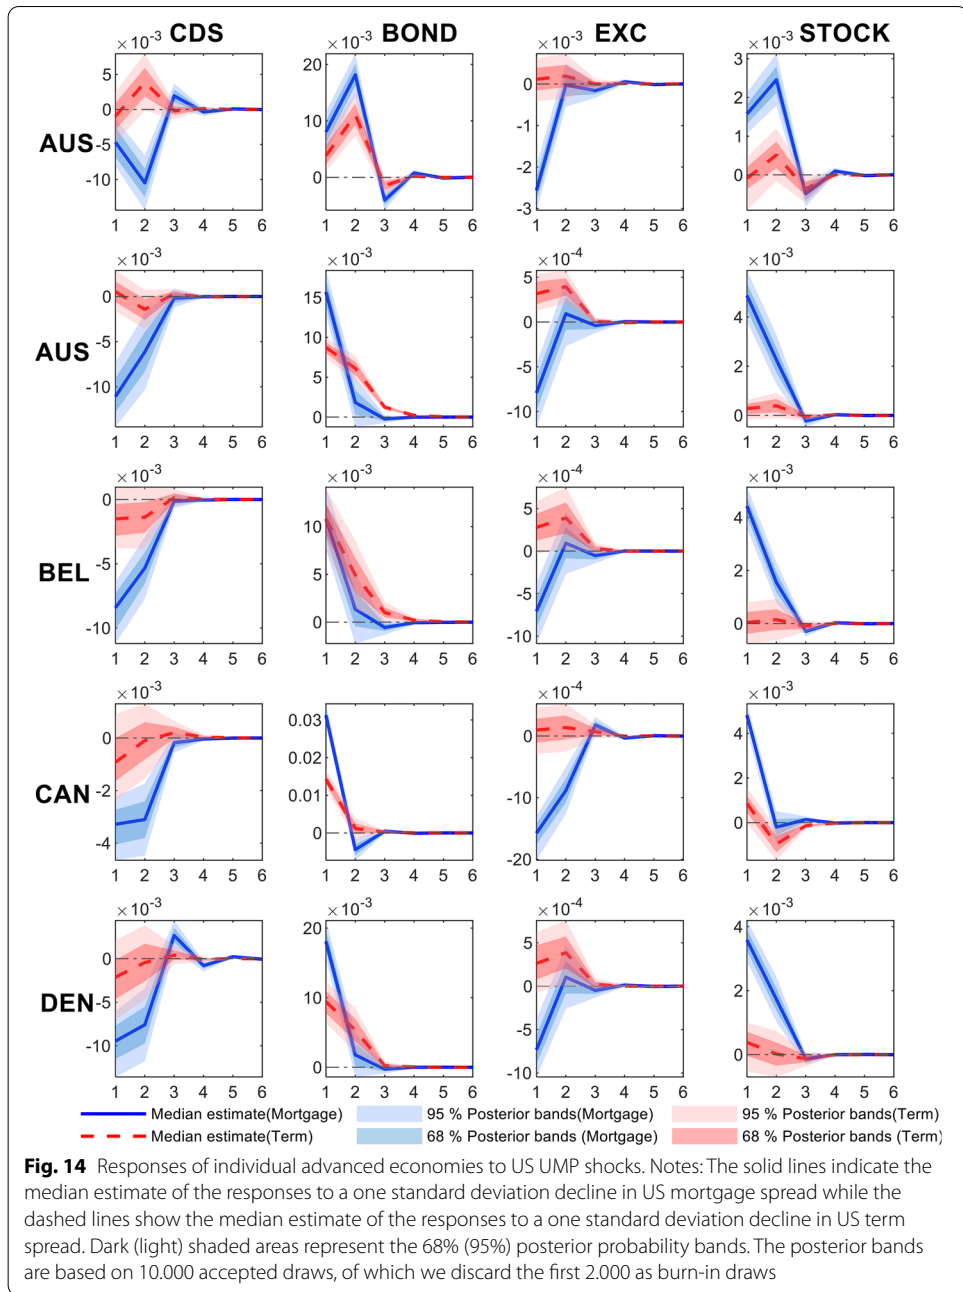 CDS BOND EXC STOCK
×10⁻³ ×10⁻³ ×10⁻³ ×10⁻³
AUS
5 0 -5 -10
20 10 0
0 -1 -2 -3
3 2 1 0
1 2 3 4 5 6 1 2 3 4 5 6 1 2 3 4 5 6 1 2 3 4 5 6
×10⁻³ ×10⁻³ ×10⁻⁴ ×10⁻³
AUS
0 -5 -10
15 10 5 0
5 0 -5 -10
4 2 0
1 2 3 4 5 6 1 2 3 4 5 6 1 2 3 4 5 6 1 2 3 4 5 6
×10⁻³ ×10⁻³ ×10⁻⁴ ×10⁻³
BEL
0 -5 -10
10 5 0
5 0 -5 -10
4 2 0
1 2 3 4 5 6 1 2 3 4 5 6 1 2 3 4 5 6 1 2 3 4 5 6
×10⁻³ ×10⁻⁴ ×10⁻³
CAN
0 -2 -4
0.03 0.02 0.01 0
0 -10 -20
4 2 0
1 2 3 4 5 6 1 2 3 4 5 6 1 2 3 4 5 6 1 2 3 4 5 6
×10⁻³ ×10⁻³ ×10⁻⁴ ×10⁻³
DEN
0 -5 -10
20 10 0
5 0 -5 -10
4 2 0
1 2 3 4 5 6 1 2 3 4 5 6 1 2 3 4 5 6 1 2 3 4 5 6
Median estimate(Mortgage) 95 % Posterior bands(Mortgage) 95 % Posterior bands(Term)
Median estimate(Term) 68 % Posterior bands (Mortgage) 68 % Posterior bands (Term)
Fig. 14 Responses of individual advanced economies to US UMP shocks. Notes: The solid lines indicate the
median estimate of the responses to a one standard deviation decline in US mortgage spread while the
dashed lines show the median estimate of the responses to a one standard deviation decline in US term
spread. Dark (light) shaded areas represent the 68% (95%) posterior probability bands. The posterior bands
are based on 10.000 accepted draws, of which we discard the first 2.000 as burn-in draws